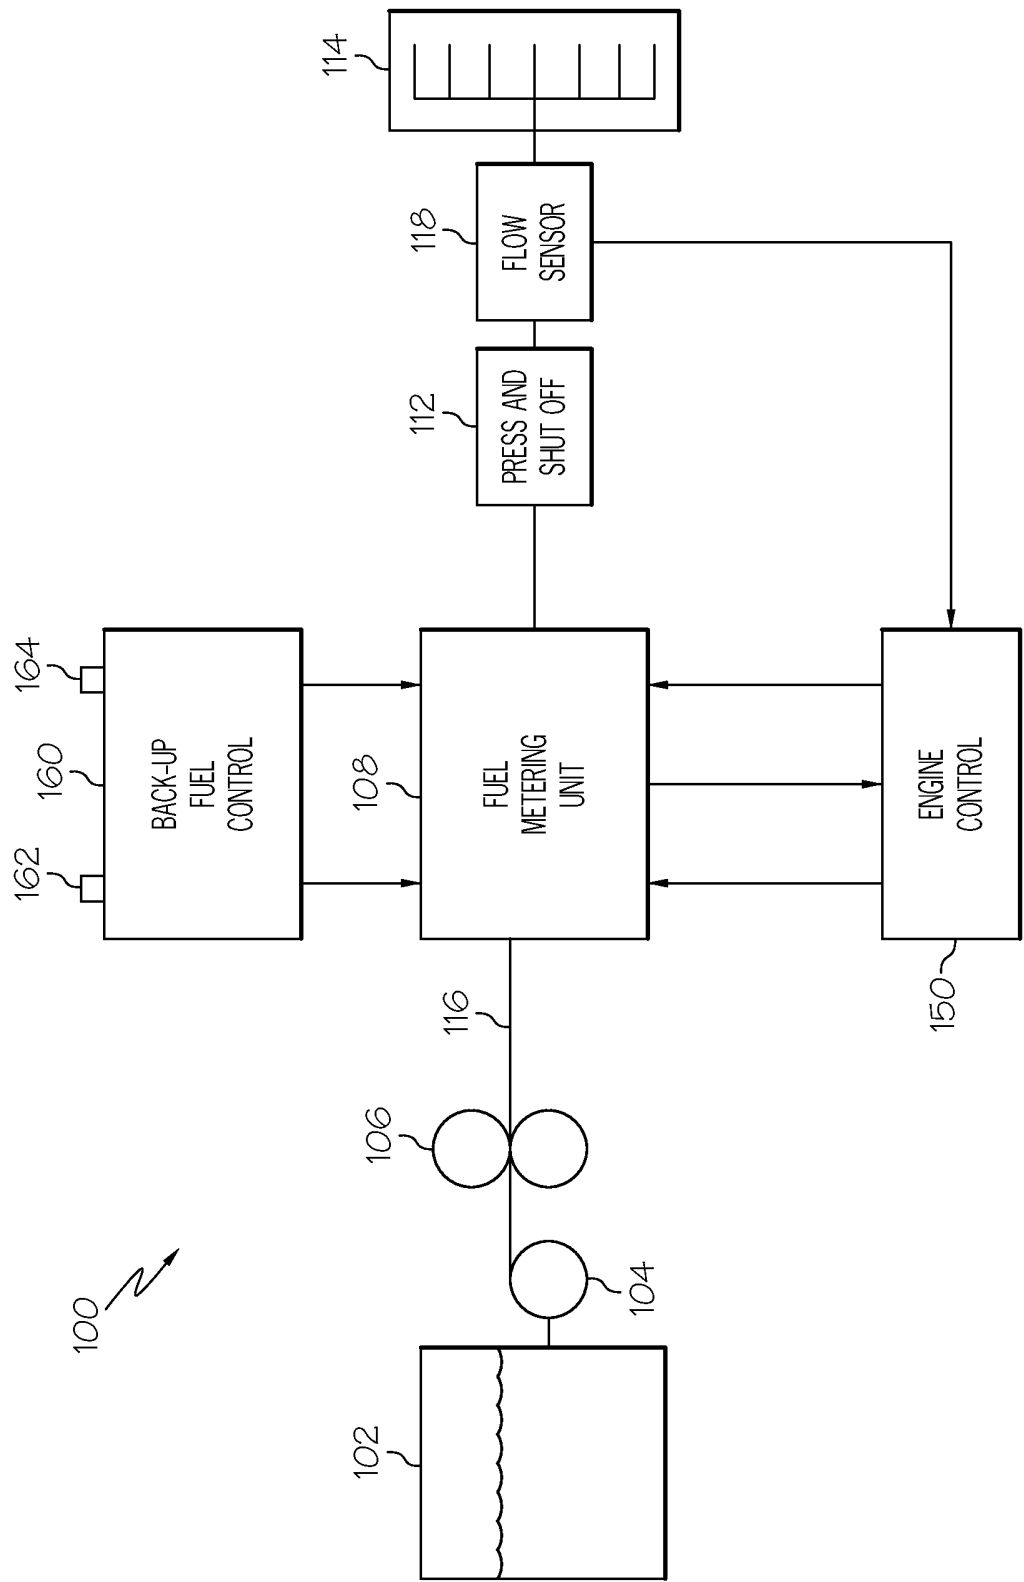 100
102
104
106
116
162
160
164
BACK-UP
FUEL
CONTROL
108
FUEL
METERING
UNIT
150
ENGINE
CONTROL
112
PRESS AND
SHUT OFF
118
FLOW
SENSOR
114